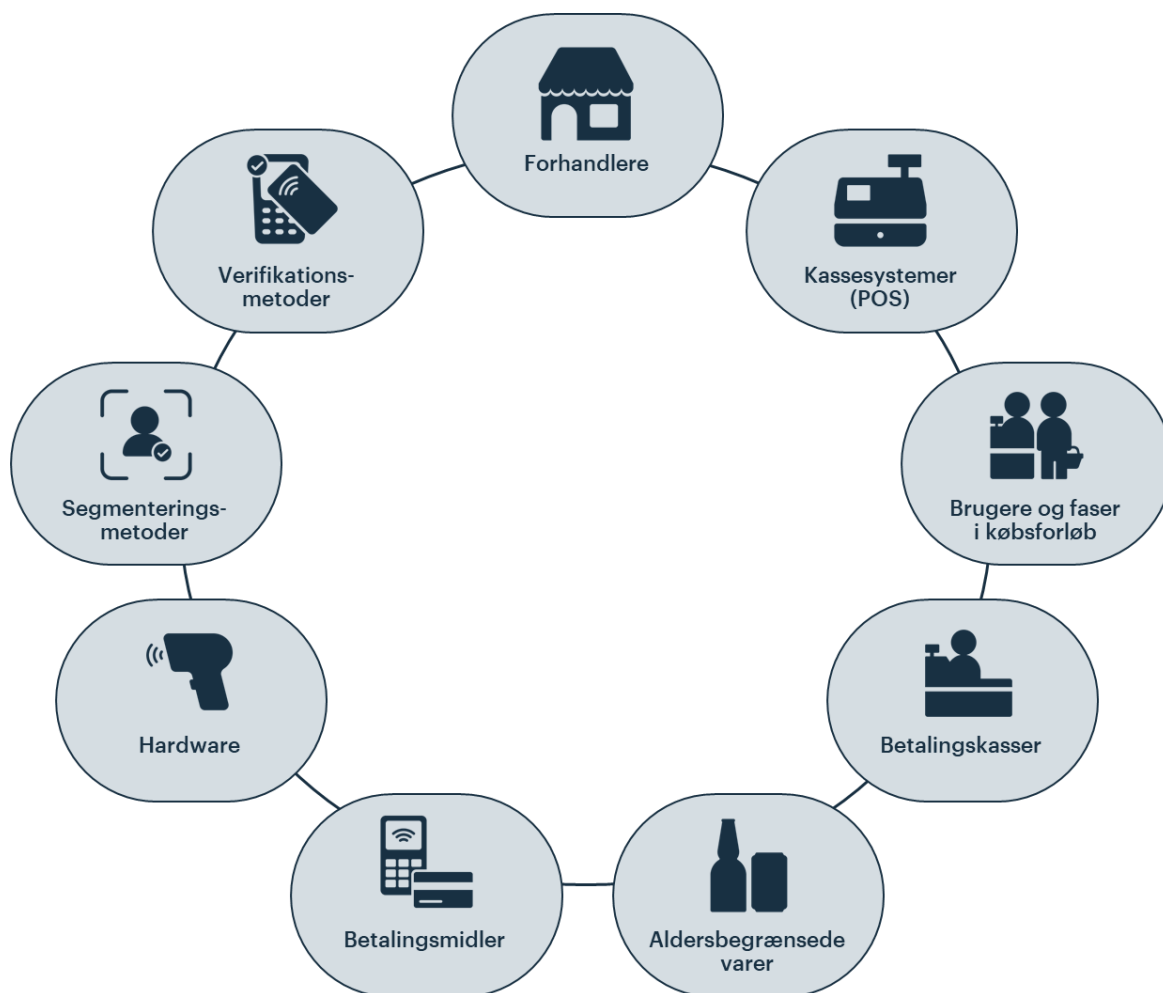 Forhandlere
Kassesystemer
(POS)
Brugere og faser
i købsforløb
Betalingskasser
Aldersbegrænsede
varer
Betalingsmidler
Hardware
Segmenterings-
metoder
Verifikations-
metoder